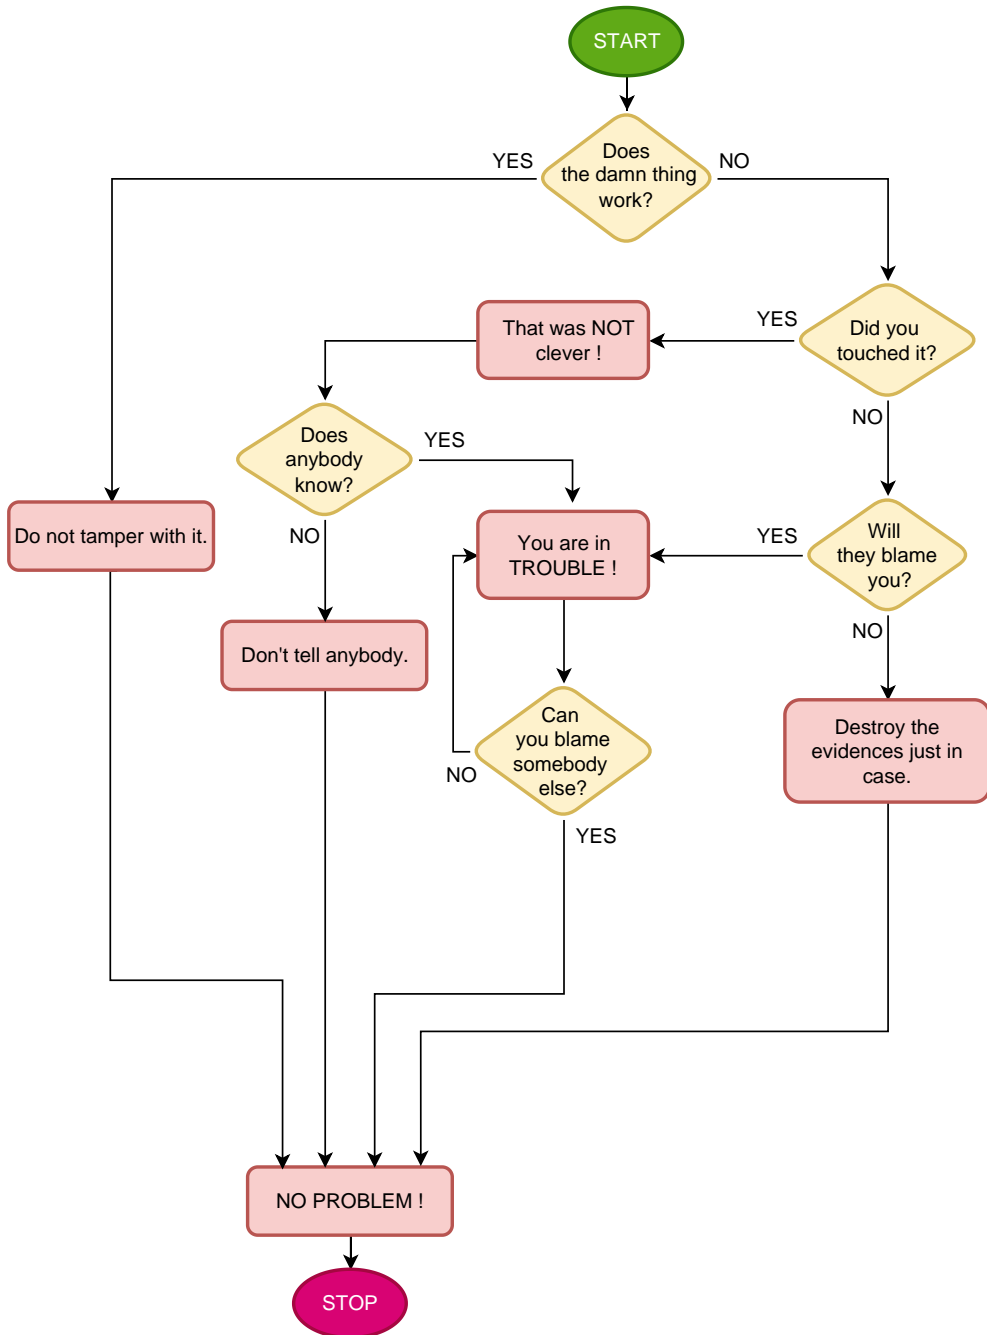 START
Does
the damn thing
work?
YES
NO
Did you
touched it?
YES
NO
That was NOT
clever !
Does
anybody
know?
YES
NO
Do not tamper with it.
You are in
TROUBLE !
Will
they blame
you?
YES
NO
Don't tell anybody.
Can
you blame
somebody
else?
NO
YES
Destroy the
evidences just in
case.
NO PROBLEM !
STOP